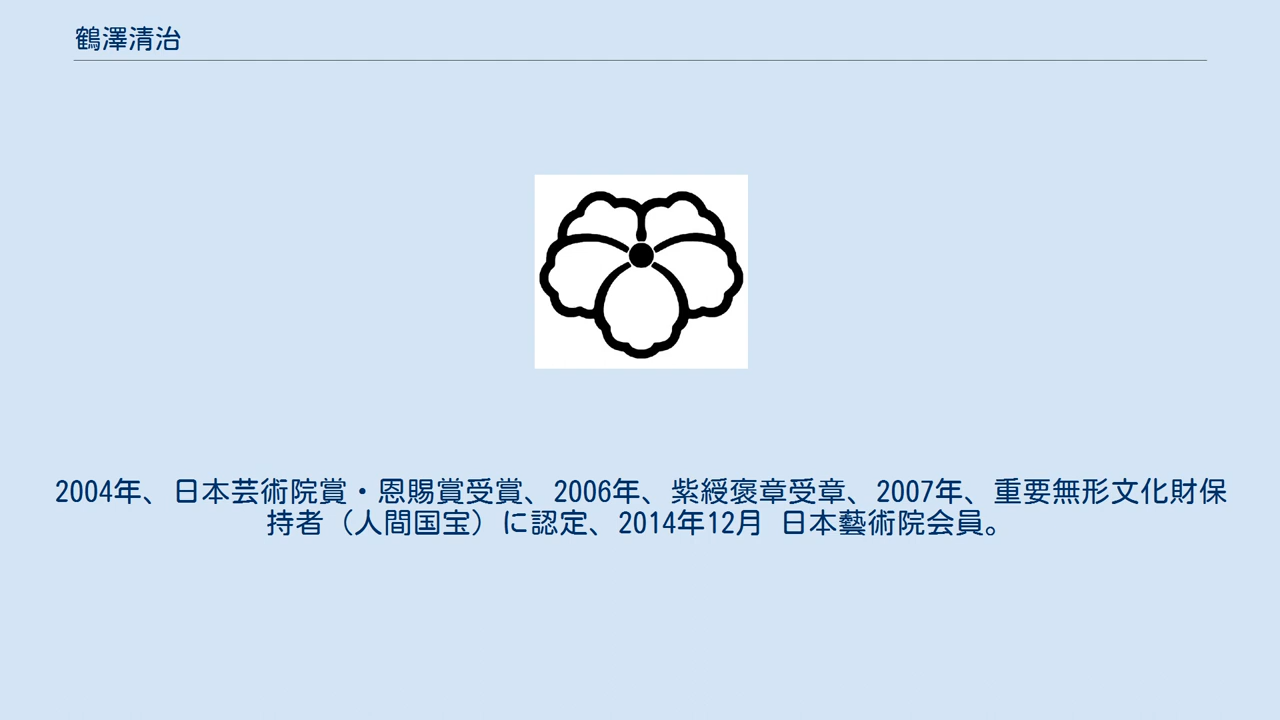 鶴澤清治
2004年、日本芸術院賞・恩賜賞受賞、2006年、紫綬褒章受章、2007年、重要無形文化財保
持者（人間国宝）に認定、2014年12月 日本藝術院会員。